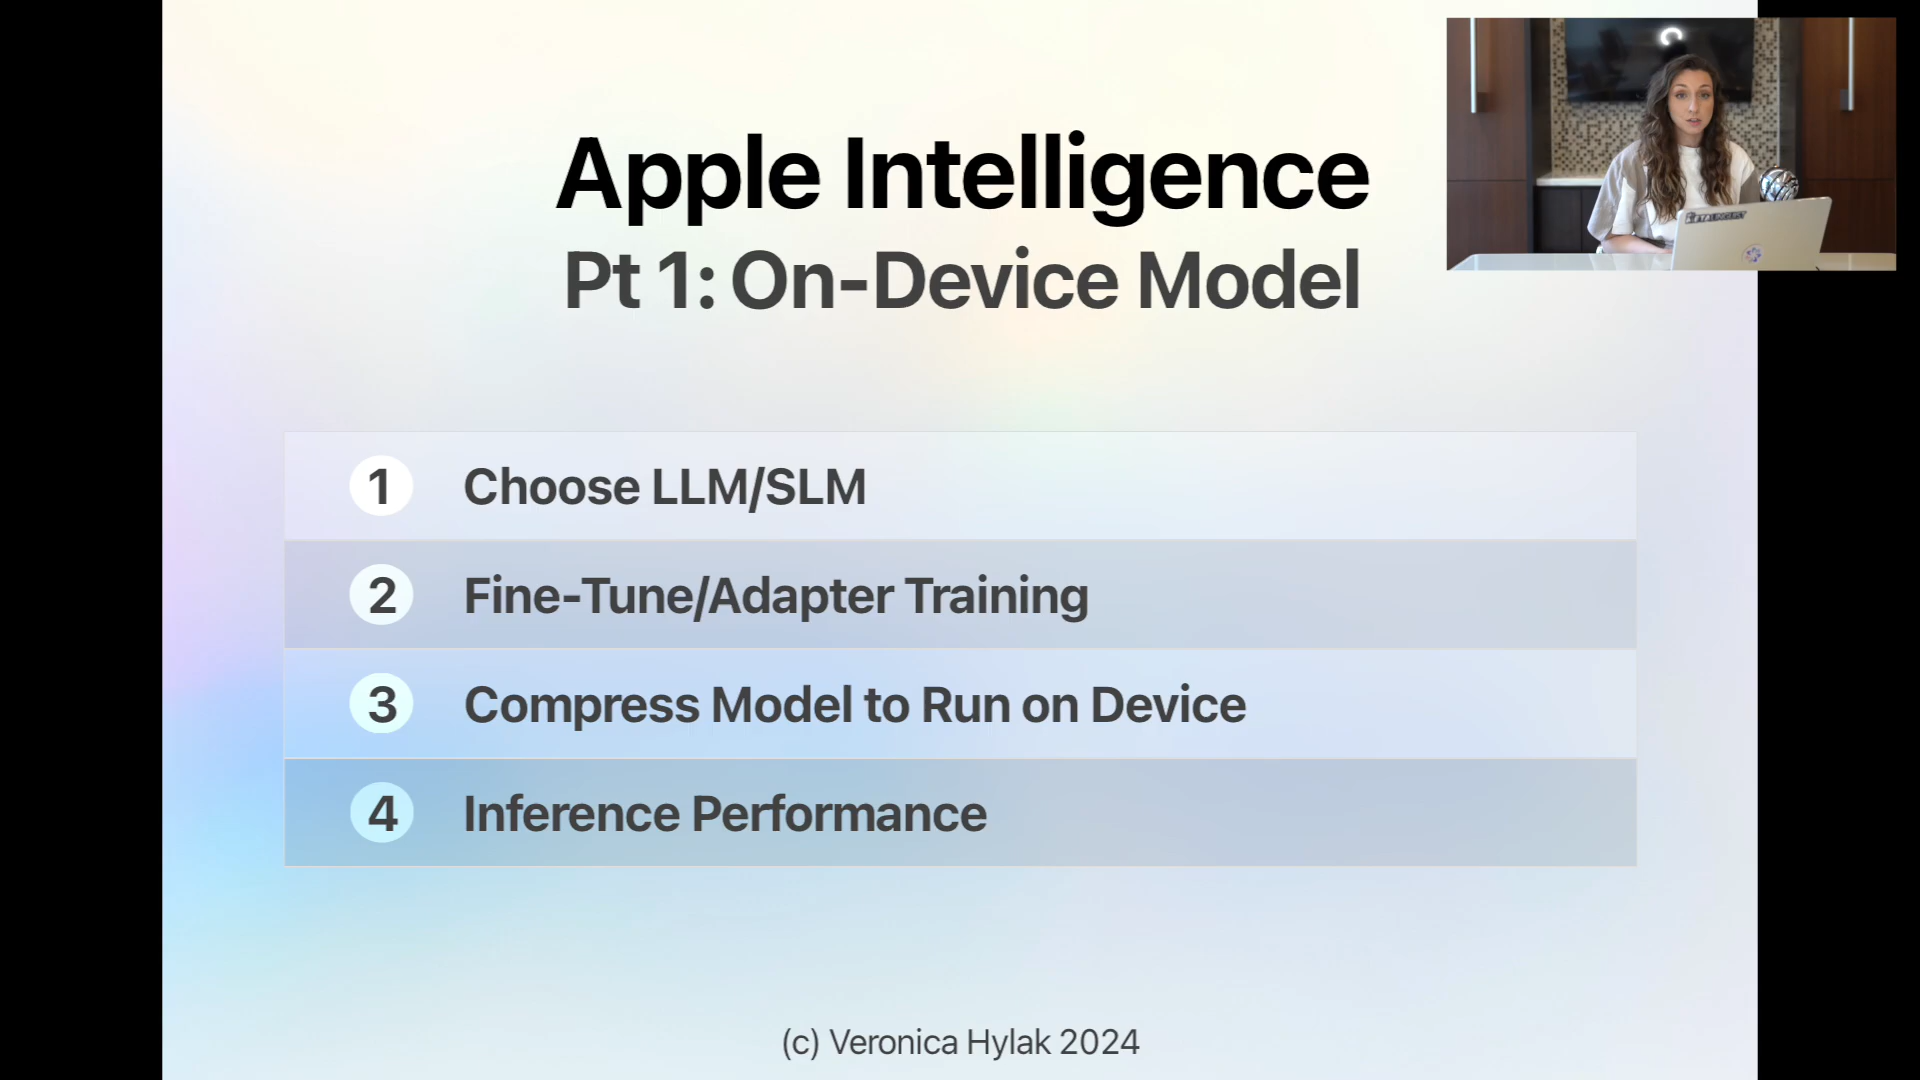 Apple Intelligence
Pt 1: On-Device Model
1 Choose LLM/SLM
2 Fine-Tune/Adapter Training
3 Compress Model to Run on Device
4 Inference Performance
(c) Veronica Hylak 2024